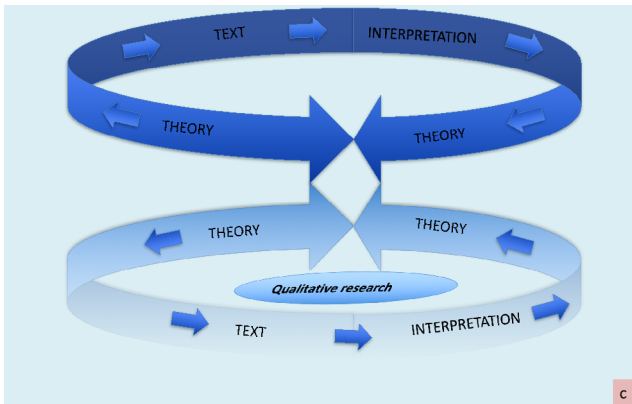 TEXT
INTERPRETATION
THEORY
THEORY
THEORY
THEORY
Qualitative research
TEXT
INTERPRETATION
C